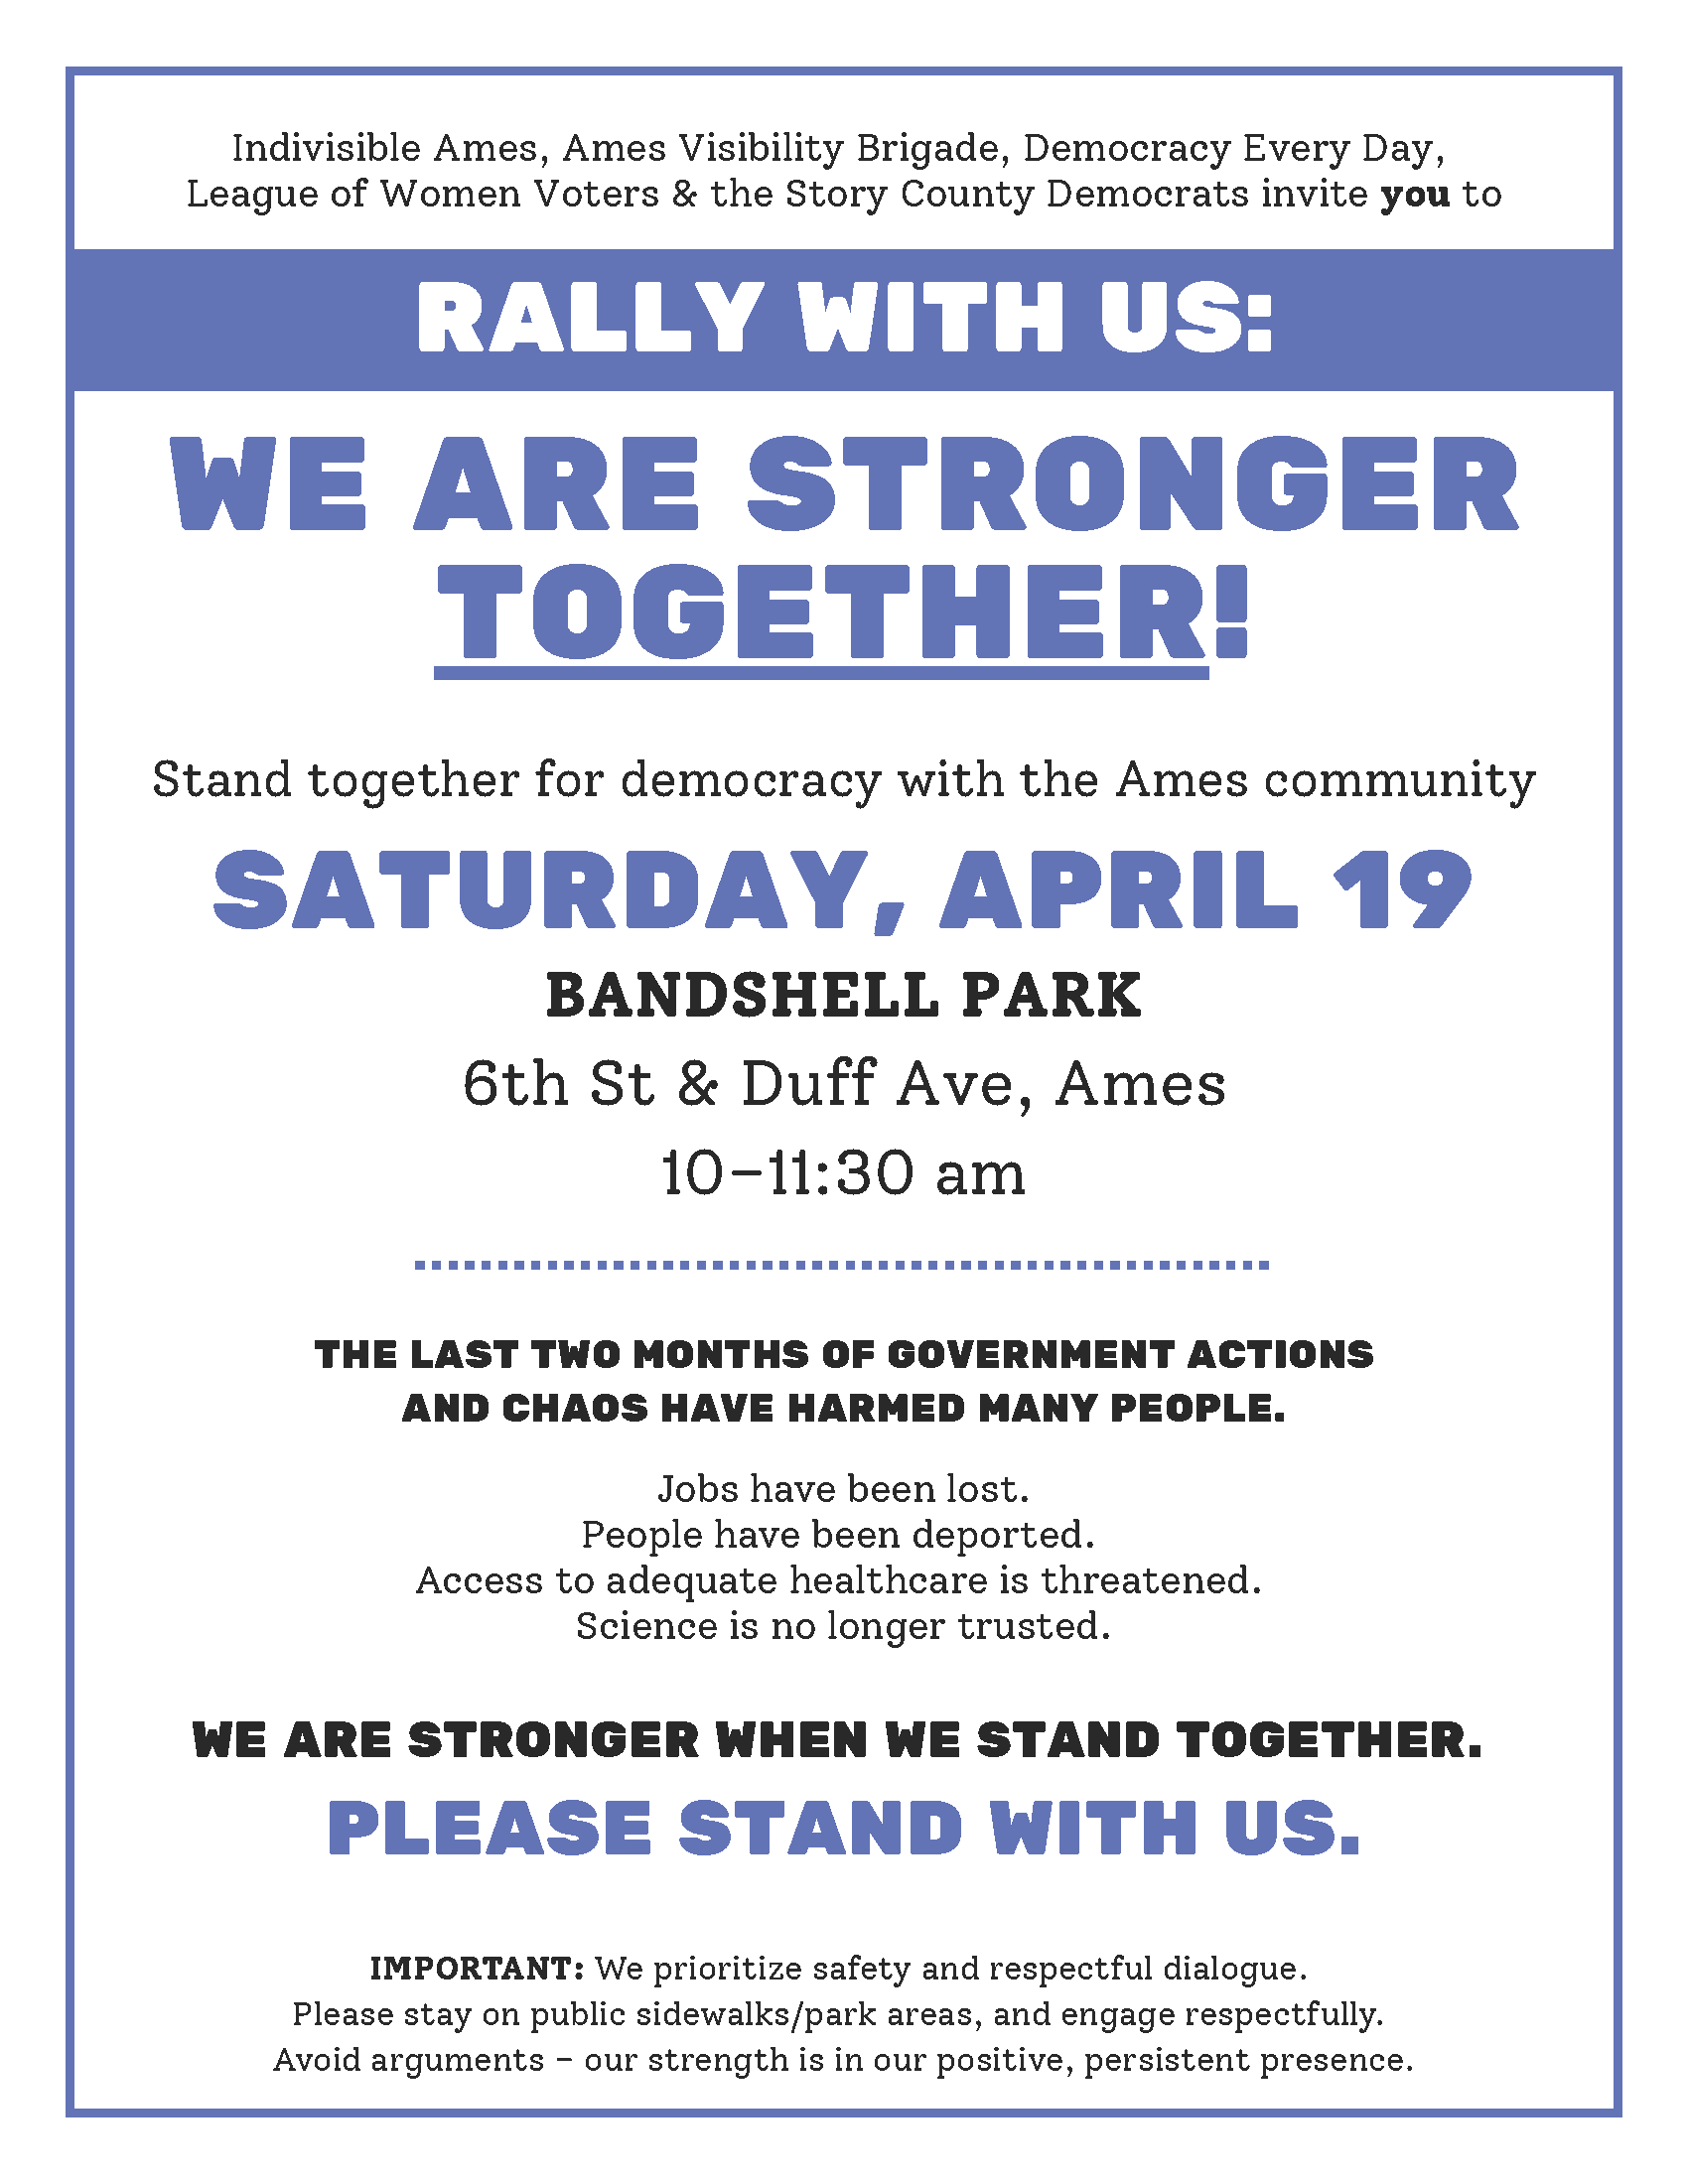 Indivisible Ames, Ames Visibility Brigade, Democracy Every Day,
League of Women Voters & the Story County Democrats invite you to
RALLY WITH US:
WE ARE STRONGER
TOGETHER!
Stand together for democracy with the Ames community
SATURDAY, APRIL 19
BANDSHELL PARK
6th St & Duff Ave, Ames
10–11:30 am
THE LAST TWO MONTHS OF GOVERNMENT ACTIONS
AND CHAOS HAVE HARMED MANY PEOPLE.
Jobs have been lost.
People have been deported.
Access to adequate healthcare is threatened.
Science is no longer trusted.
WE ARE STRONGER WHEN WE STAND TOGETHER.
PLEASE STAND WITH US.
IMPORTANT: We prioritize safety and respectful dialogue.
Please stay on public sidewalks/park areas, and engage respectfully.
Avoid arguments – our strength is in our positive, persistent presence.